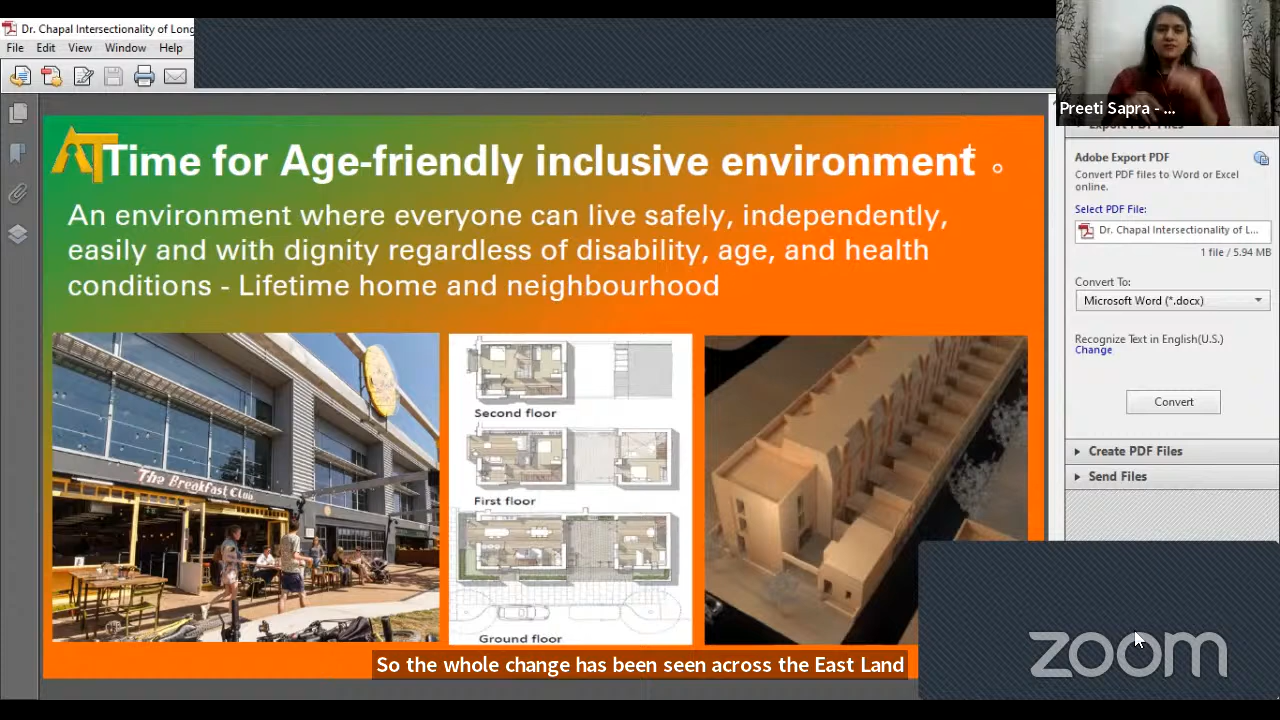 Dr. Chapal Intersectionality of Long
File Edit View Window Help
Preeti Sapra - ...
AT
Time for Age-friendly inclusive environment
An environment where everyone can live safely, independently,
easily and with dignity regardless of disability, age, and health
conditions - Lifetime home and neighbourhood
The Breakfast Club
Second floor
First floor
Ground floor
So the whole change has been seen across the East Land
Export PDF Files
Adobe Export PDF
Convert PDF files to Word or Excel
online.
Select PDF File:
Dr. Chapal Intersectionality of L...
1 file / 5.94 MB
Convert To:
Microsoft Word (*.docx)
Recognize Text in English(U.S.)
Change
Convert
Create PDF Files
Send Files
zoom